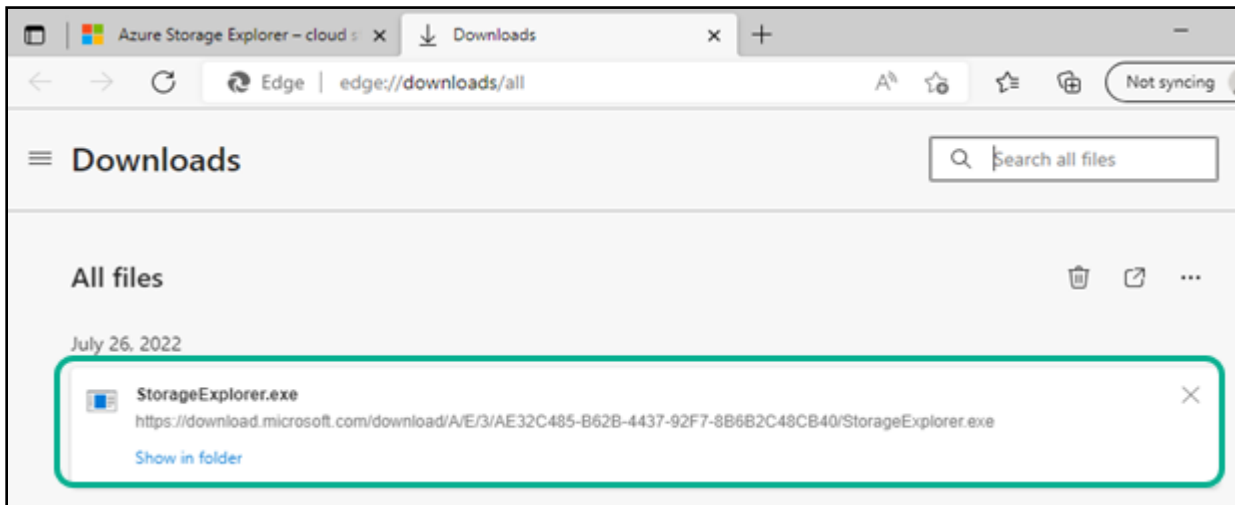 Azure Storage Explorer – cloud s
Downloads
Edge | edge://downloads/all
Not syncing
Downloads
Search all files
All files
July 26, 2022
StorageExplorer.exe
https://download.microsoft.com/download/A/E/3/AE32C485-B62B-4437-92F7-8B6B2C48CB40/StorageExplorer.exe
Show in folder